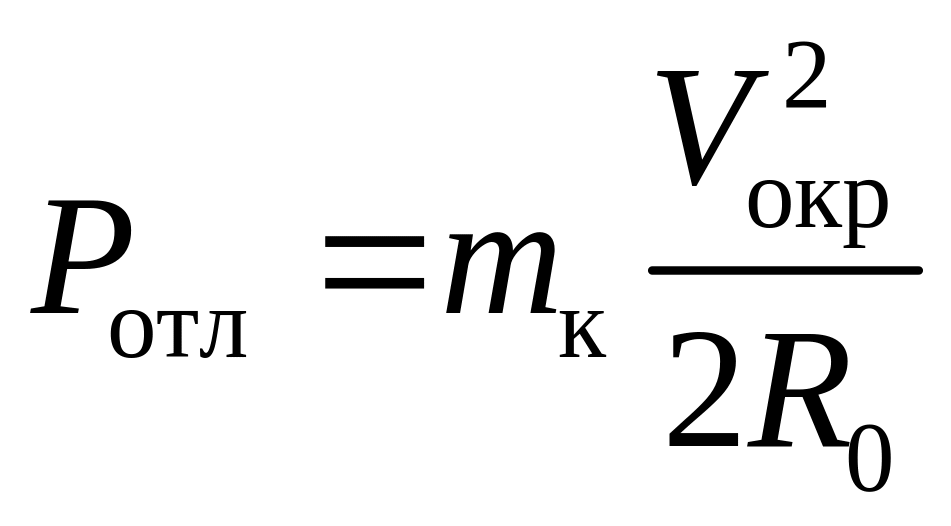 P_отл = m_к V_окр^2 / 2R_0